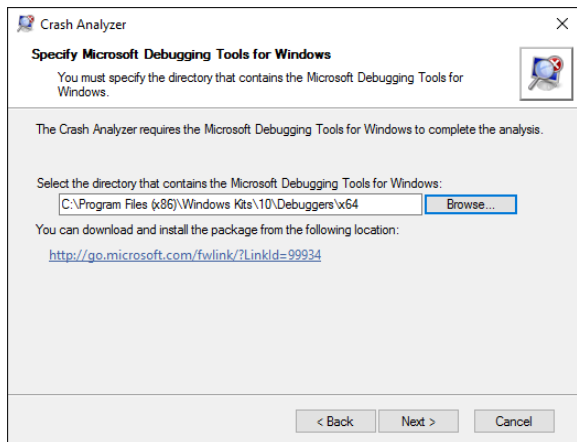 Crash Analyzer
Specify Microsoft Debugging Tools for Windows
You must specify the directory that contains the Microsoft Debugging Tools for
Windows.
The Crash Analyzer requires the Microsoft Debugging Tools for Windows to complete the analysis.
Select the directory that contains the Microsoft Debugging Tools for Windows:
C:\Program Files (x86)\Windows Kits\10\Debuggers\x64 Browse...
You can download and install the package from the following location:
http://go.microsoft.com/fwlink/?LinkId=99934
< Back Next > Cancel